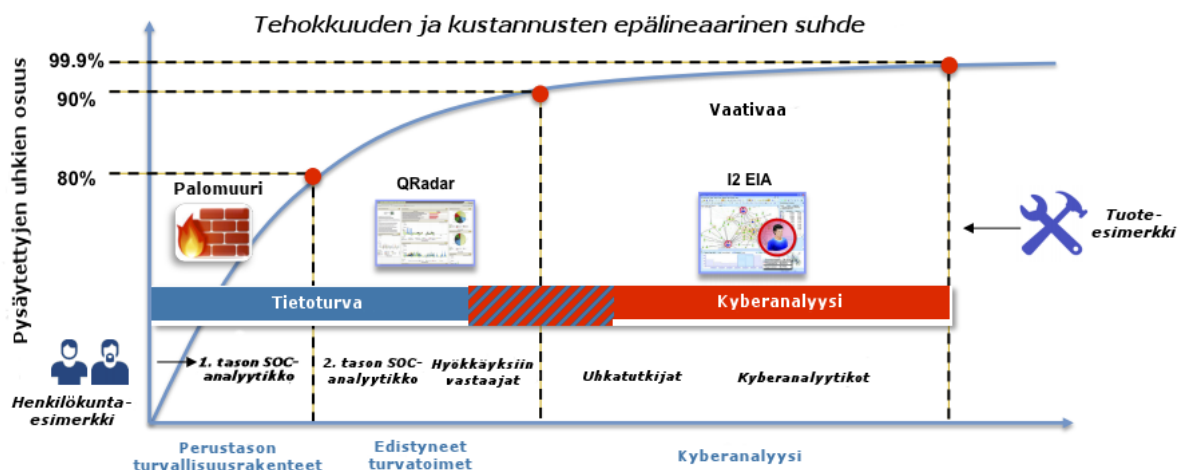 Tehokkuuden ja kustannusten epälineaarinen suhde
Pysäytettyjen uhkien osuus
99.9%
90%
80%
Vaativaa
Palomuuri
QRadar
I2 EIA
Tuote-
esimerkki
Tietoturva
Kyberanalyysi
Henkilökunta-
esimerkki
1. tason SOC-
analyytikko
2. tason SOC-
analyytikko
Hyökkäyksiin
vastaajat
Uhkatutkijat
Kyberanalyytikot
Perustason
turvallisuusrakenteet
Edistyneet
turvatoimet
Kyberanalyysi